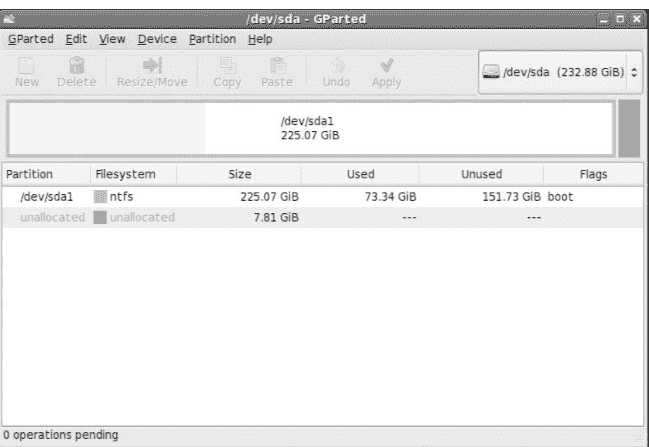 /dev/sda - GParted
GParted Edit View Device Partition Help
New Delete Resize/Move Copy Paste Undo Apply /dev/sda (232.88 GiB)
/dev/sda1
225.07 GiB
Partition Filesystem Size Used Unused Flags
/dev/sda1 ntfs 225.07 GiB 73.34 GiB 151.73 GiB boot
unallocated unallocated 7.81 GiB --- ---
0 operations pending